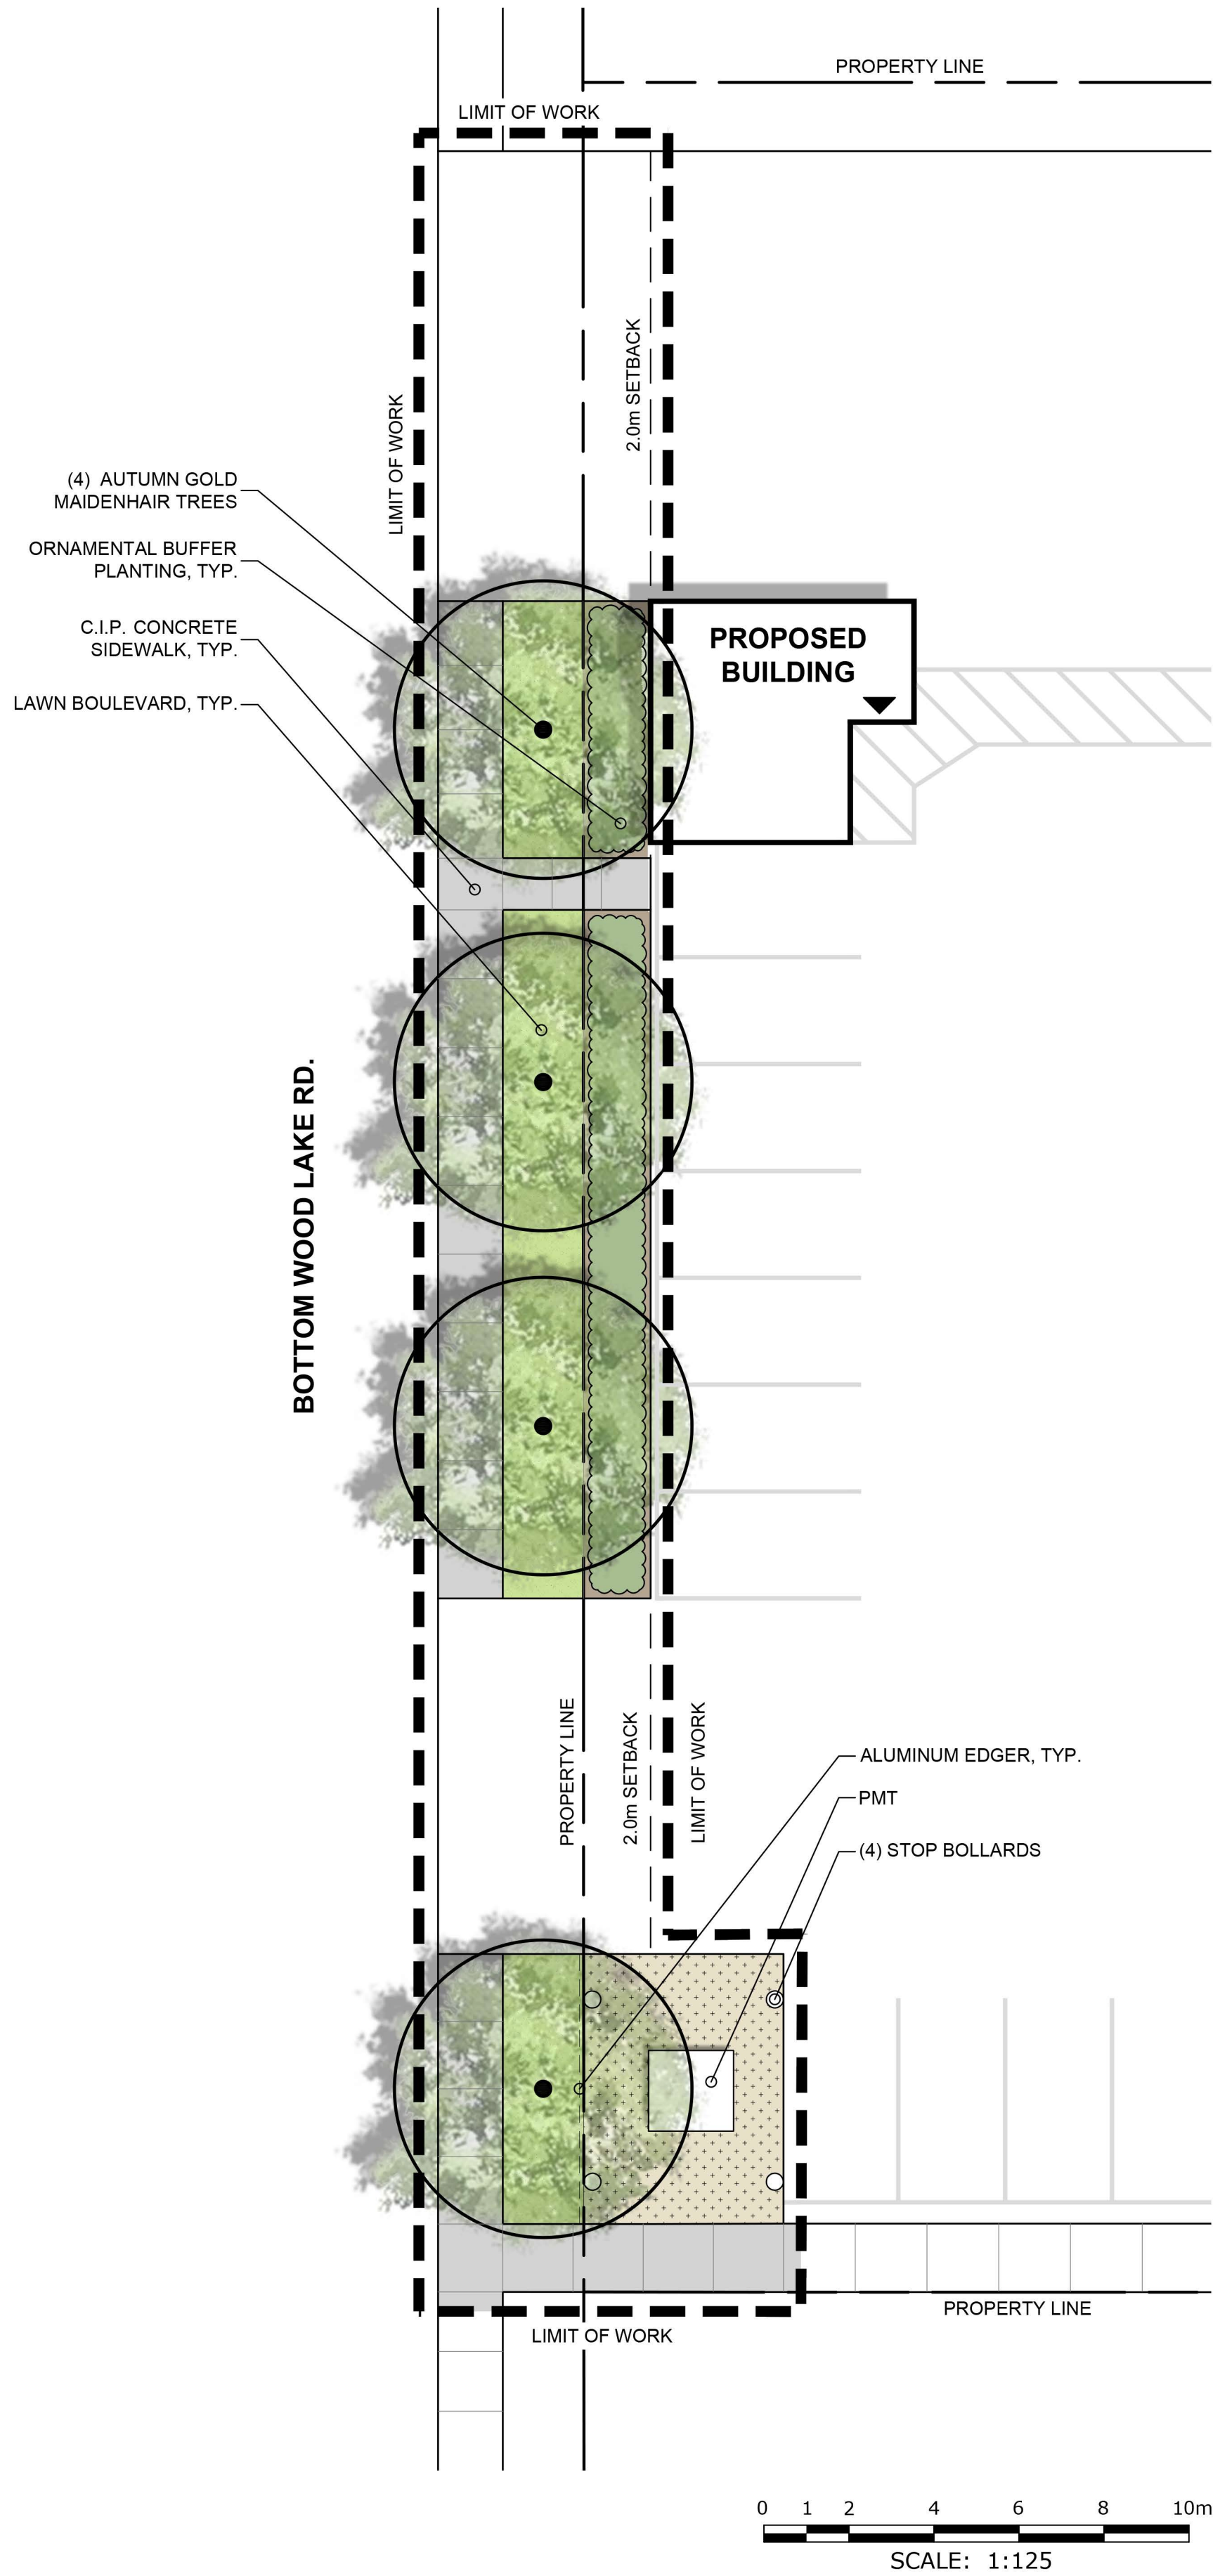 PROPERTY LINE
LIMIT OF WORK
2.0m SETBACK
LIMIT OF WORK
(4) AUTUMN GOLD
MAIDENHAIR TREES
ORNAMENTAL BUFFER
PLANTING, TYP.
C.I.P. CONCRETE
SIDEWALK, TYP.
LAWN BOULEVARD, TYP.
PROPOSED
BUILDING
BOTTOM WOOD LAKE RD.
PROPERTY LINE
2.0m SETBACK
LIMIT OF WORK
ALUMINUM EDGER, TYP.
PMT
(4) STOP BOLLARDS
PROPERTY LINE
LIMIT OF WORK
0 1 2 4 6 8 10m
SCALE: 1:125